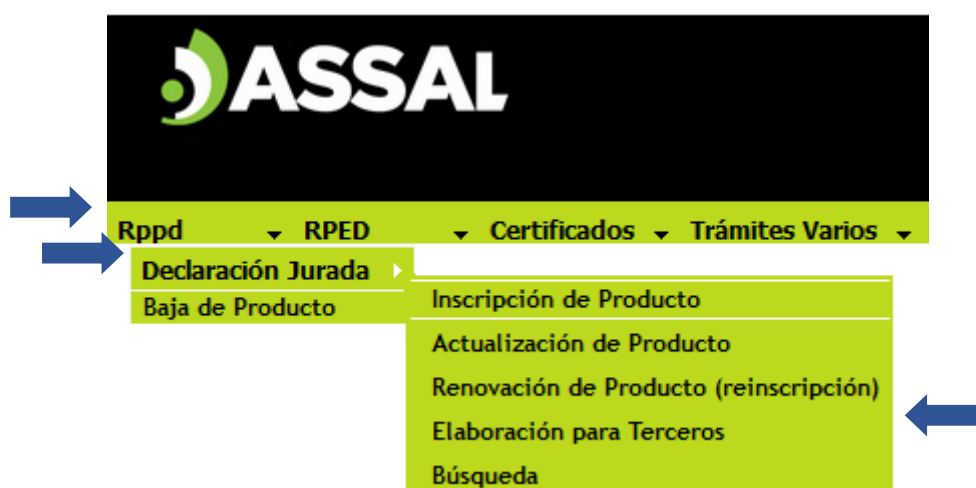 ASSAL
Rppd RPED Certificados Trámites Varios
Declaración Jurada
Baja de Producto
Inscripción de Producto
Actualización de Producto
Renovación de Producto (reinscripción)
Elaboración para Terceros
Búsqueda